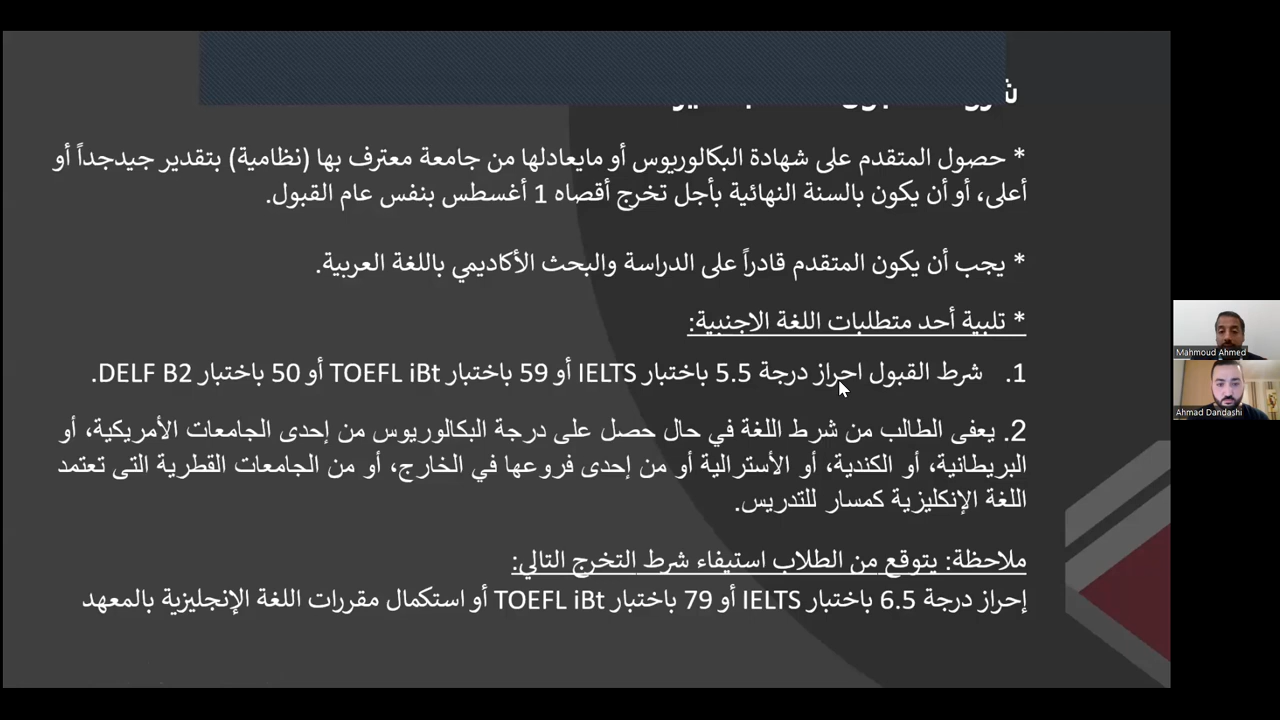 * حصول المتقدم على شهادة البكالوريوس أو مايعادلها من جامعة معترف بها (نظامية) بتقدير جيدجداً أو
أعلى، أو أن يكون بالسنة النهائية بأجل تخرج أقصاه 1 أغسطس بنفس عام القبول.
* يجب أن يكون المتقدم قادراً على الدراسة والبحث الأكاديمي باللغة العربية.
* تلبية أحد متطلبات اللغة الاجنبية:
1. شرط القبول احراز درجة 5.5 باختبار IELTS أو 59 باختبار TOEFL iBt أو 50 باختبار DELF B2.
2. يعفى الطالب من شرط اللغة في حال حصل على درجة البكالوريوس من إحدى الجامعات الأمريكية، أو
البريطانية، أو الكندية، أو الأسترالية أو من إحدى فروعها في الخارج، أو من الجامعات القطرية التى تعتمد
اللغة الإنكليزية كمسار للتدريس.
ملاحظة: يتوقع من الطلاب استيفاء شرط التخرج التالي:
إحراز درجة 6.5 باختبار IELTS أو 79 باختبار TOEFL iBt أو استكمال مقررات اللغة الإنجليزية بالمعهد
Mahmoud Ahmed
Ahmad Dandashi